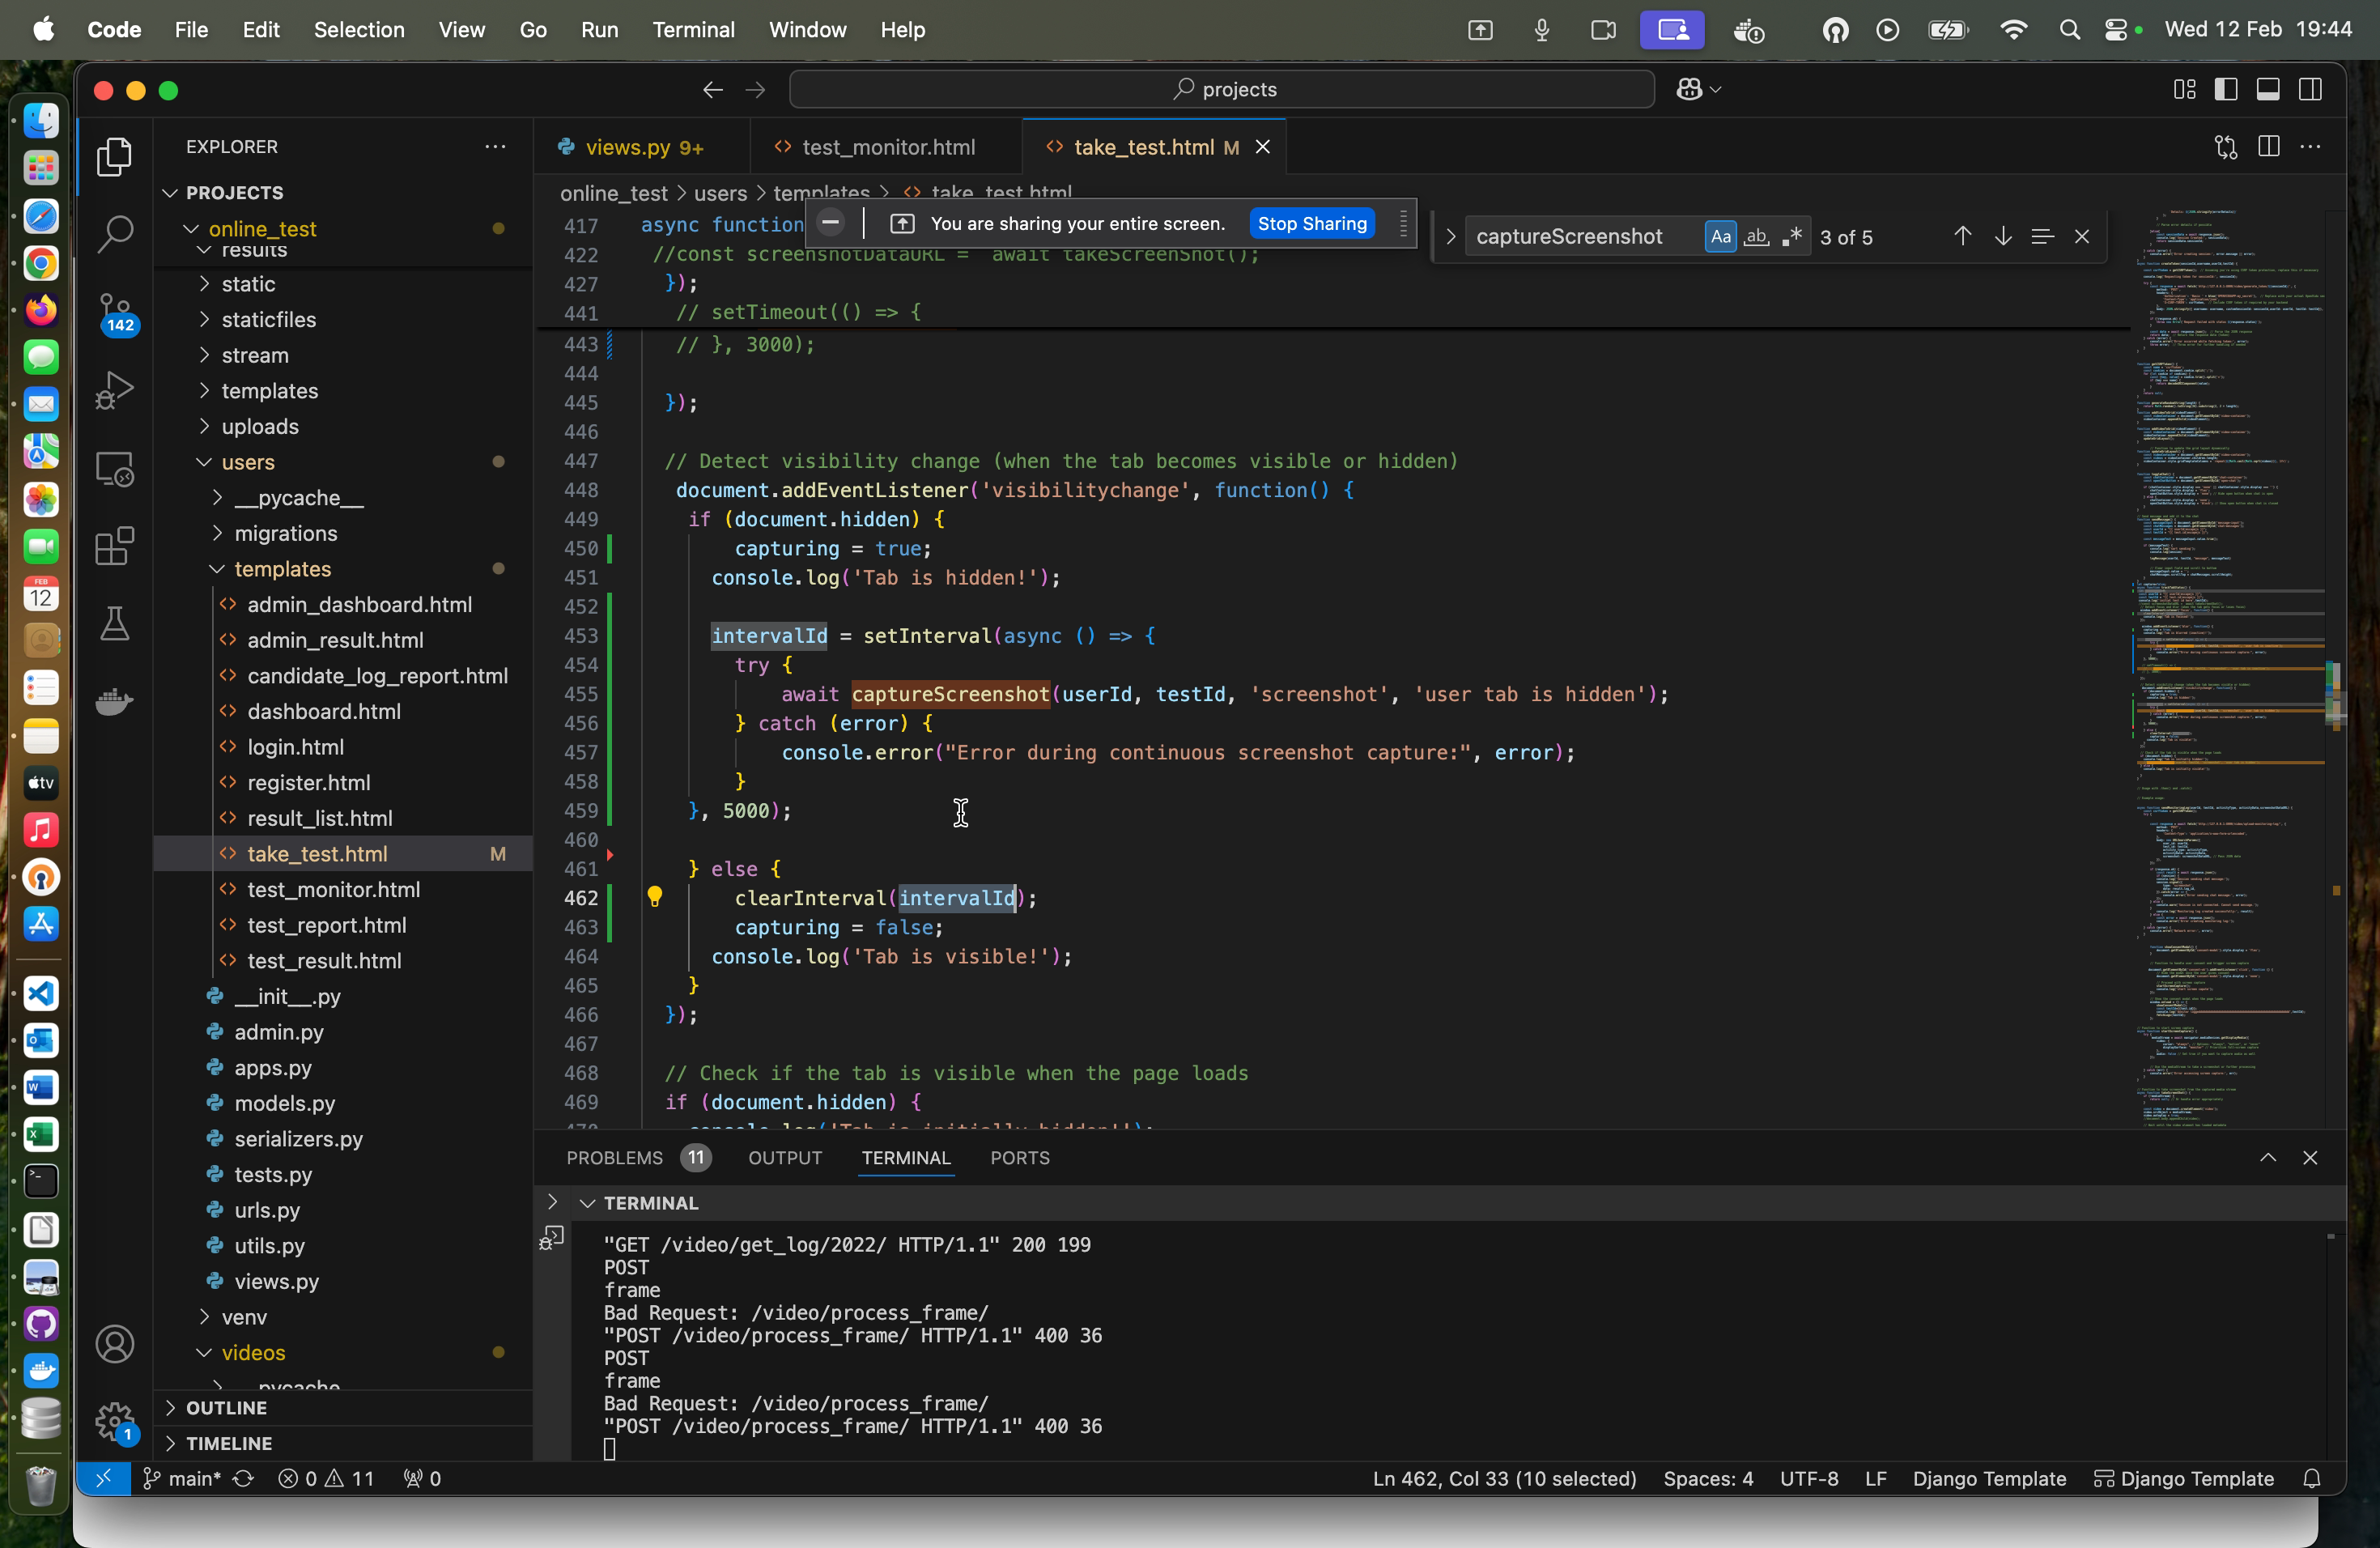 Code File Edit Selection View Go Run Terminal Window Help Wed 12 Feb 19:44
projects
EXPLORER
PROJECTS
online_test
results
static
staticfiles
stream
templates
uploads
users
__pycache__
migrations
templates
admin_dashboard.html
admin_result.html
candidate_log_report.html
dashboard.html
login.html
register.html
result_list.html
take_test.html M
test_monitor.html
test_report.html
test_result.html
__init__.py
admin.py
apps.py
models.py
serializers.py
tests.py
urls.py
utils.py
views.py
venv
videos
OUTLINE
TIMELINE
142
1
FEB
12
tv
views.py 9+ test_monitor.html take_test.html M
online_test > users > templates > take_test.html
You are sharing your entire screen. Stop Sharing
captureScreenshot Aa ab 3 of 5
417 async function
422 //const screenshotDataURL = await takeScreenShot();
427 });
441 // setTimeout(() => {
443 // }, 3000);
444
445 });
446
447 // Detect visibility change (when the tab becomes visible or hidden)
448 document.addEventListener('visibilitychange', function() {
449 if (document.hidden) {
450 capturing = true;
451 console.log('Tab is hidden!');
452
453 intervalId = setInterval(async () => {
454 try {
455 await captureScreenshot(userId, testId, 'screenshot', 'user tab is hidden');
456 } catch (error) {
457 console.error("Error during continuous screenshot capture:", error);
458 }
459 }, 5000);
460
461 } else {
462 clearInterval(intervalId);
463 capturing = false;
464 console.log('Tab is visible!');
465 }
466 });
467
468 // Check if the tab is visible when the page loads
469 if (document.hidden) {
470 console.log('Tab is initially hidden!');
PROBLEMS 11 OUTPUT TERMINAL PORTS
TERMINAL
"GET /video/get_log/2022/ HTTP/1.1" 200 199
POST
frame
Bad Request: /video/process_frame/
"POST /video/process_frame/ HTTP/1.1" 400 36
POST
frame
Bad Request: /video/process_frame/
"POST /video/process_frame/ HTTP/1.1" 400 36
main* 0 11 0 Ln 462, Col 33 (10 selected) Spaces: 4 UTF-8 LF Django Template Django Template